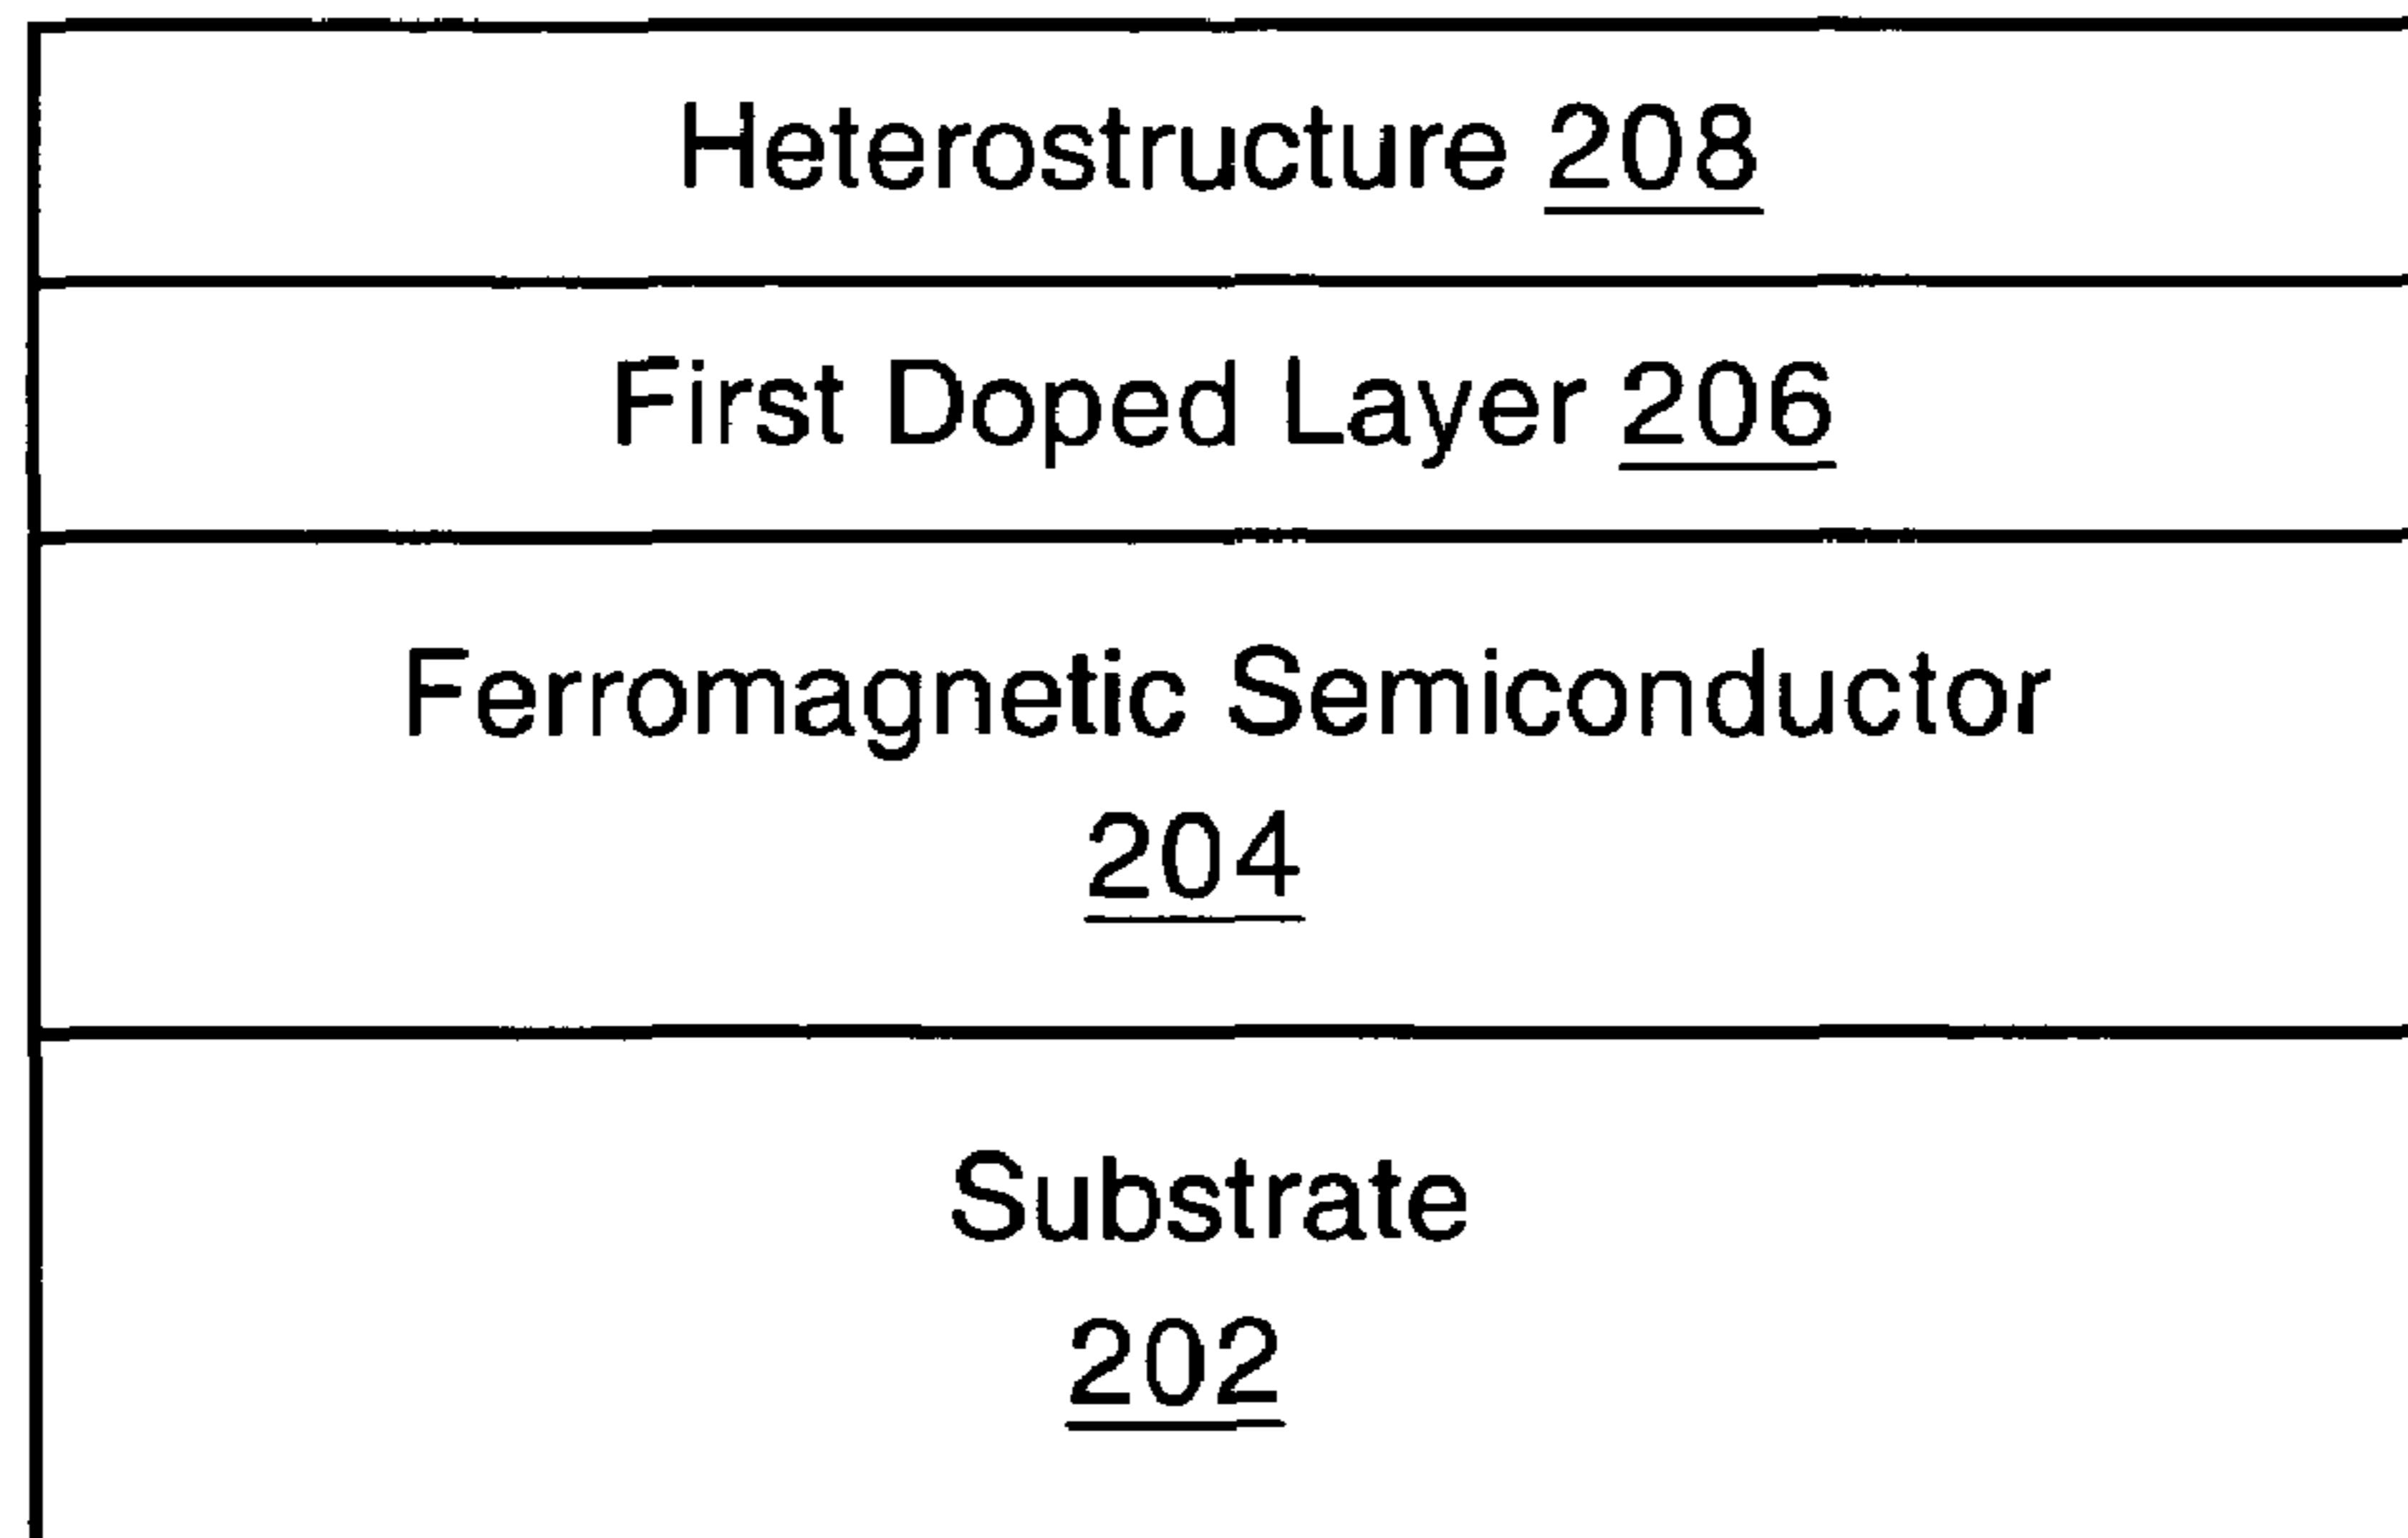 Heterostructure 208
First Doped Layer 206
Ferromagnetic Semiconductor
204
Substrate
202